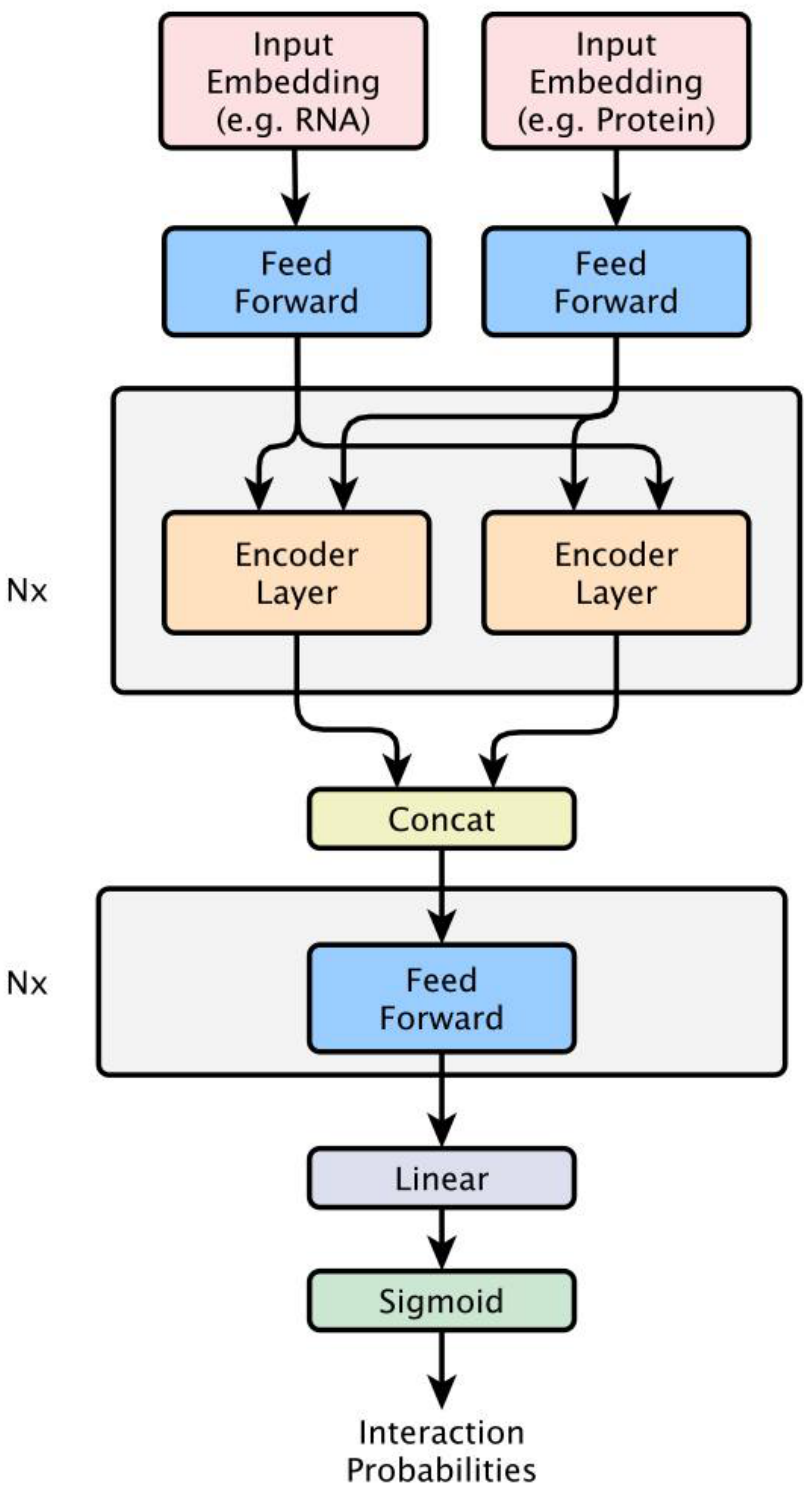 Input
Embedding
(e.g. RNA)
Input
Embedding
(e.g. Protein)
Feed
Forward
Feed
Forward
Nx
Encoder
Layer
Encoder
Layer
Concat
Nx
Feed
Forward
Linear
Sigmoid
Interaction
Probabilities